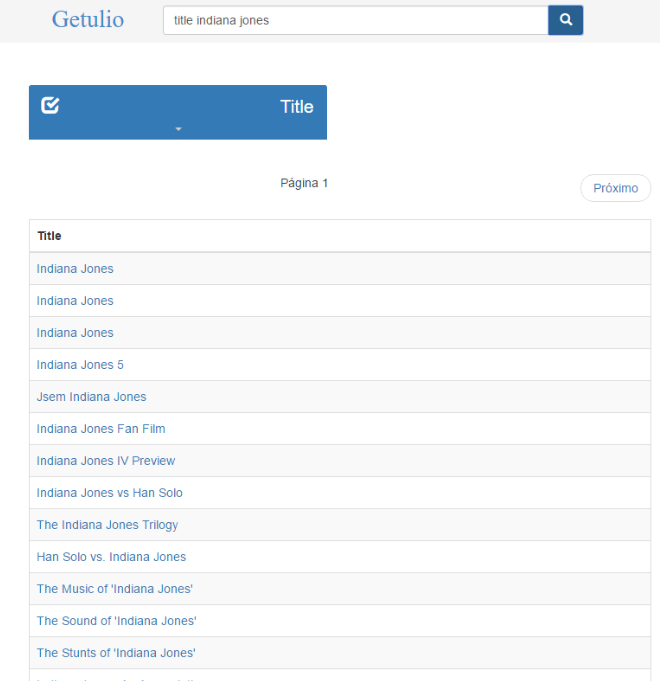 Getulio
title indiana jones
Title
Página 1
Próximo
Title
Indiana Jones
Indiana Jones
Indiana Jones
Indiana Jones 5
Jsem Indiana Jones
Indiana Jones Fan Film
Indiana Jones IV Preview
Indiana Jones vs Han Solo
The Indiana Jones Trilogy
Han Solo vs. Indiana Jones
The Music of 'Indiana Jones'
The Sound of 'Indiana Jones'
The Stunts of 'Indiana Jones'